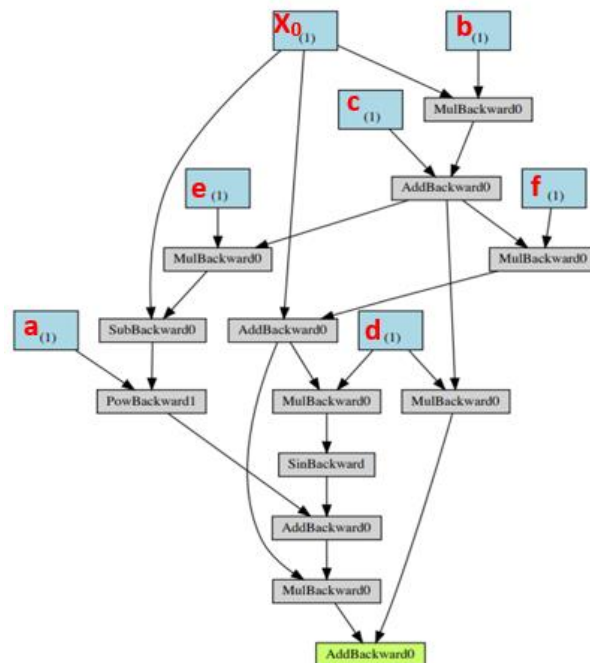 X₀ (1)
b (1)
c (1)
MulBackward0
e (1)
AddBackward0
f (1)
MulBackward0
MulBackward0
a (1)
SubBackward0
AddBackward0
d (1)
PowBackward1
MulBackward0
MulBackward0
SinBackward
AddBackward0
MulBackward0
AddBackward0